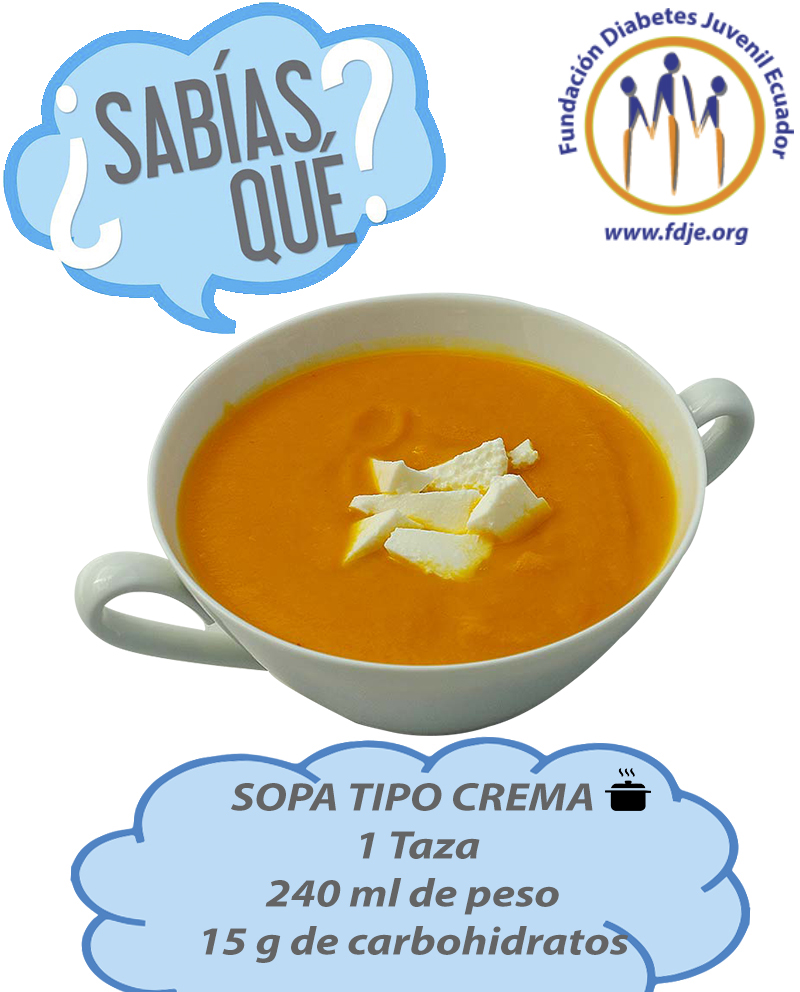 ¿SABÍAS
QUÉ?
Fundación Diabetes Juvenil Ecuador
www.fdje.org
SOPA TIPO CREMA
1 Taza
240 ml de peso
15 g de carbohidratos